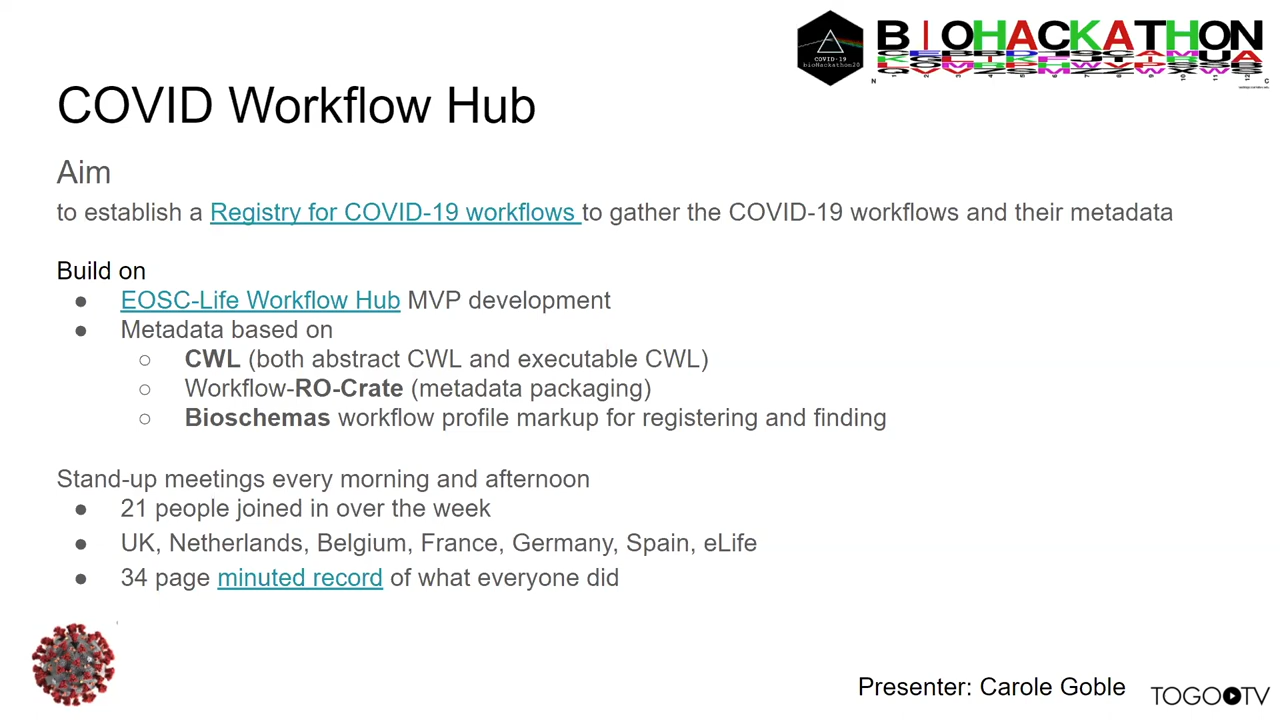 COVID-19
bioHackathon20
BIOHACKATHON
COVID Workflow Hub
Aim
to establish a Registry for COVID-19 workflows to gather the COVID-19 workflows and their metadata
Build on
● EOSC-Life Workflow Hub MVP development
● Metadata based on
○ CWL (both abstract CWL and executable CWL)
○ Workflow-RO-Crate (metadata packaging)
○ Bioschemas workflow profile markup for registering and finding
Stand-up meetings every morning and afternoon
● 21 people joined in over the week
● UK, Netherlands, Belgium, France, Germany, Spain, eLife
● 34 page minuted record of what everyone did
Presenter: Carole Goble
TOGOTV